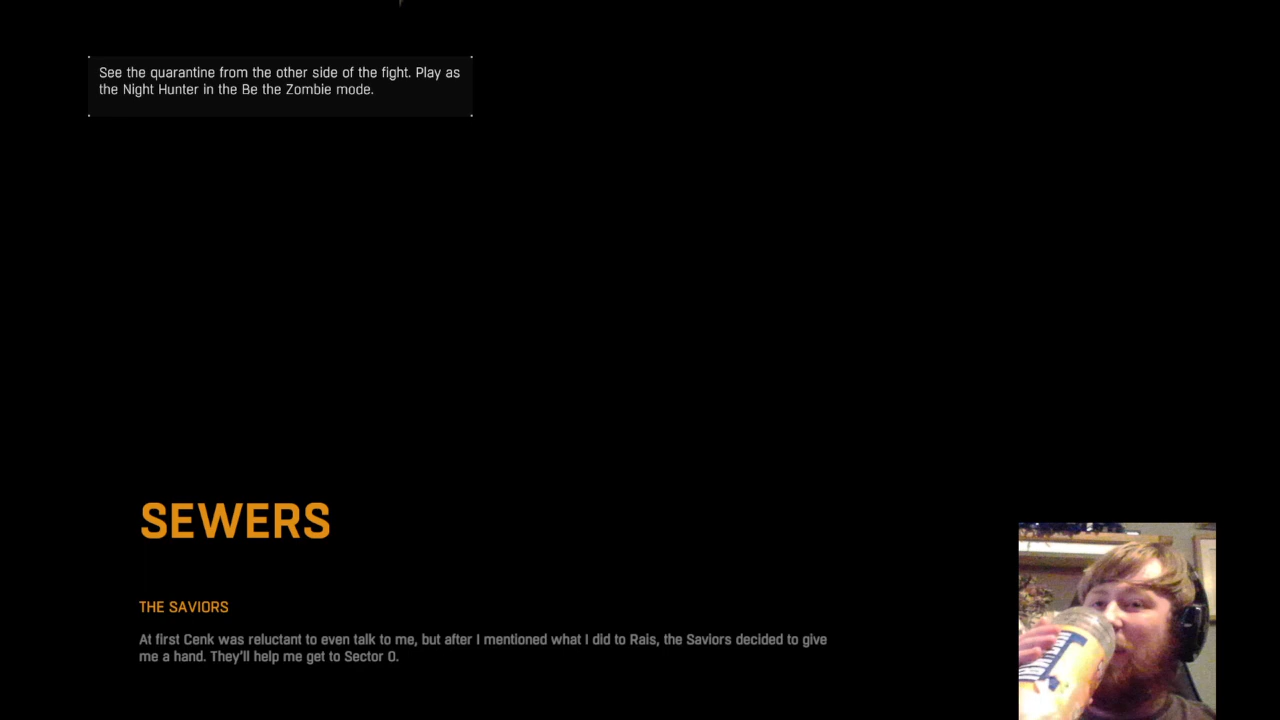 See the quarantine from the other side of the fight. Play as
the Night Hunter in the Be the Zombie mode.
SEWERS
THE SAVIORS
At first Cenk was reluctant to even talk to me, but after I mentioned what I did to Rais, the Saviors decided to give
me a hand. They'll help me get to Sector 0.